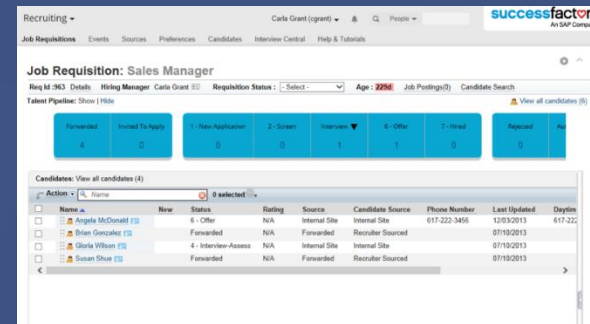 Recruiting
Carla Grant (cgrant)
People
successfactor
An SAP Compa
Job Requisitions Events Sources Preferences Candidates Interview Central Help & Tutorials
Job Requisition: Sales Manager
Req Id :963 Details Hiring Manager Carla Grant Requisition Status : - Select - Age : 229d Job Postings(0) Candidate Search
Talent Pipeline: Show | Hide
View all candidates (6)
Forwarded Invited To Apply 1 - New Application 2 - Screen Interview 6 - Offer 7 - Hired Rejected Aut
4 0 0 0 1 1 0 0
Candidates: View all candidates (4)
Action Name 0 selected
Name New Status Rating Source Candidate Source Phone Number Last Updated Daytim
Angela McDonald 6 - Offer N/A Internal Site Internal Site 617-222-3456 12/03/2013 617-222
Brian Gonzalez Forwarded N/A Forwarded Recruiter Sourced 07/10/2013
Gloria Wilson 4 - Interview-Assess N/A Internal Site Internal Site 07/10/2013
Susan Shue Forwarded N/A Forwarded Recruiter Sourced 07/10/2013